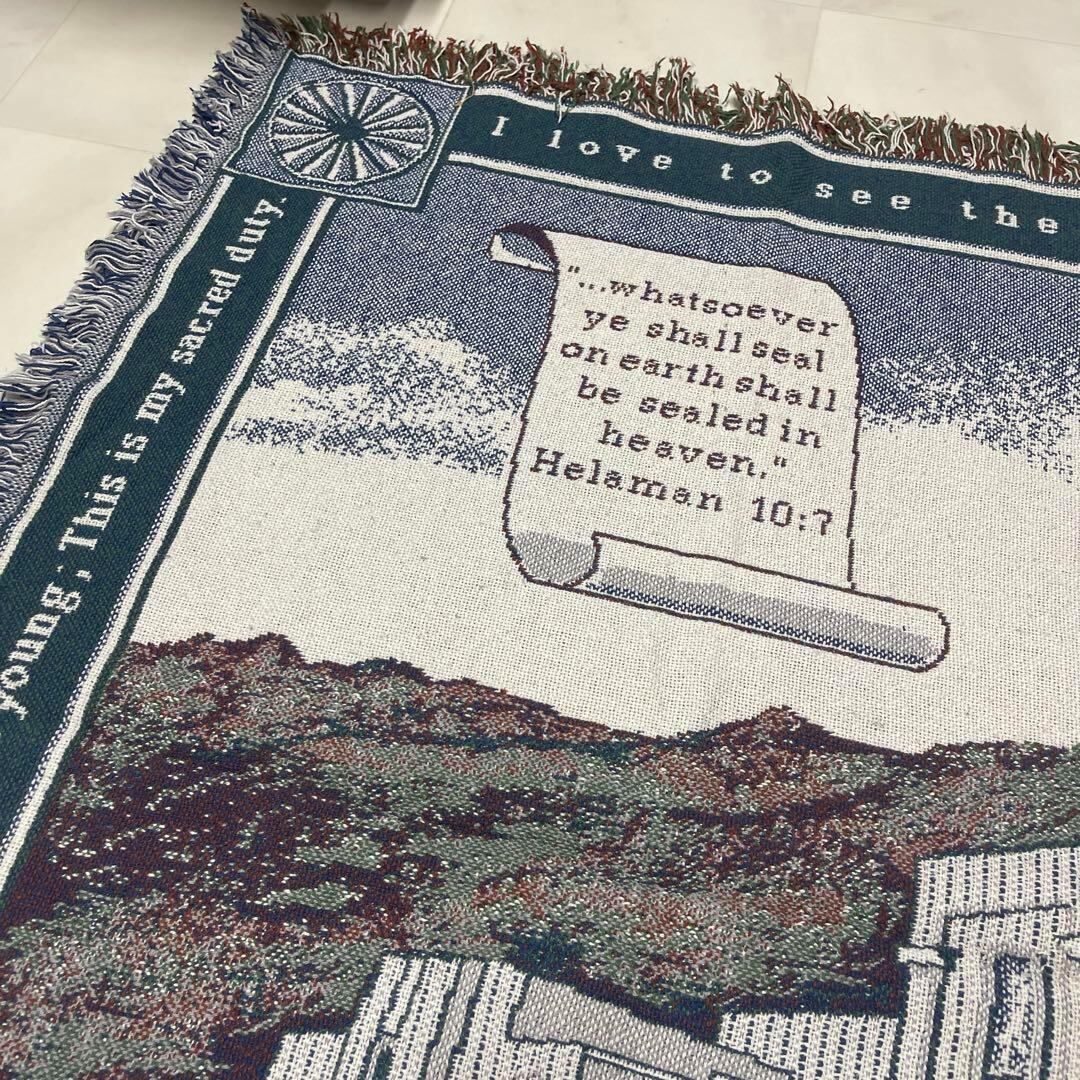 I love to see the
"...whatsoever
ye shall seal
on earth shall
be sealed in
heaven."
Helaman 10:7
young; This is my sacred duty.